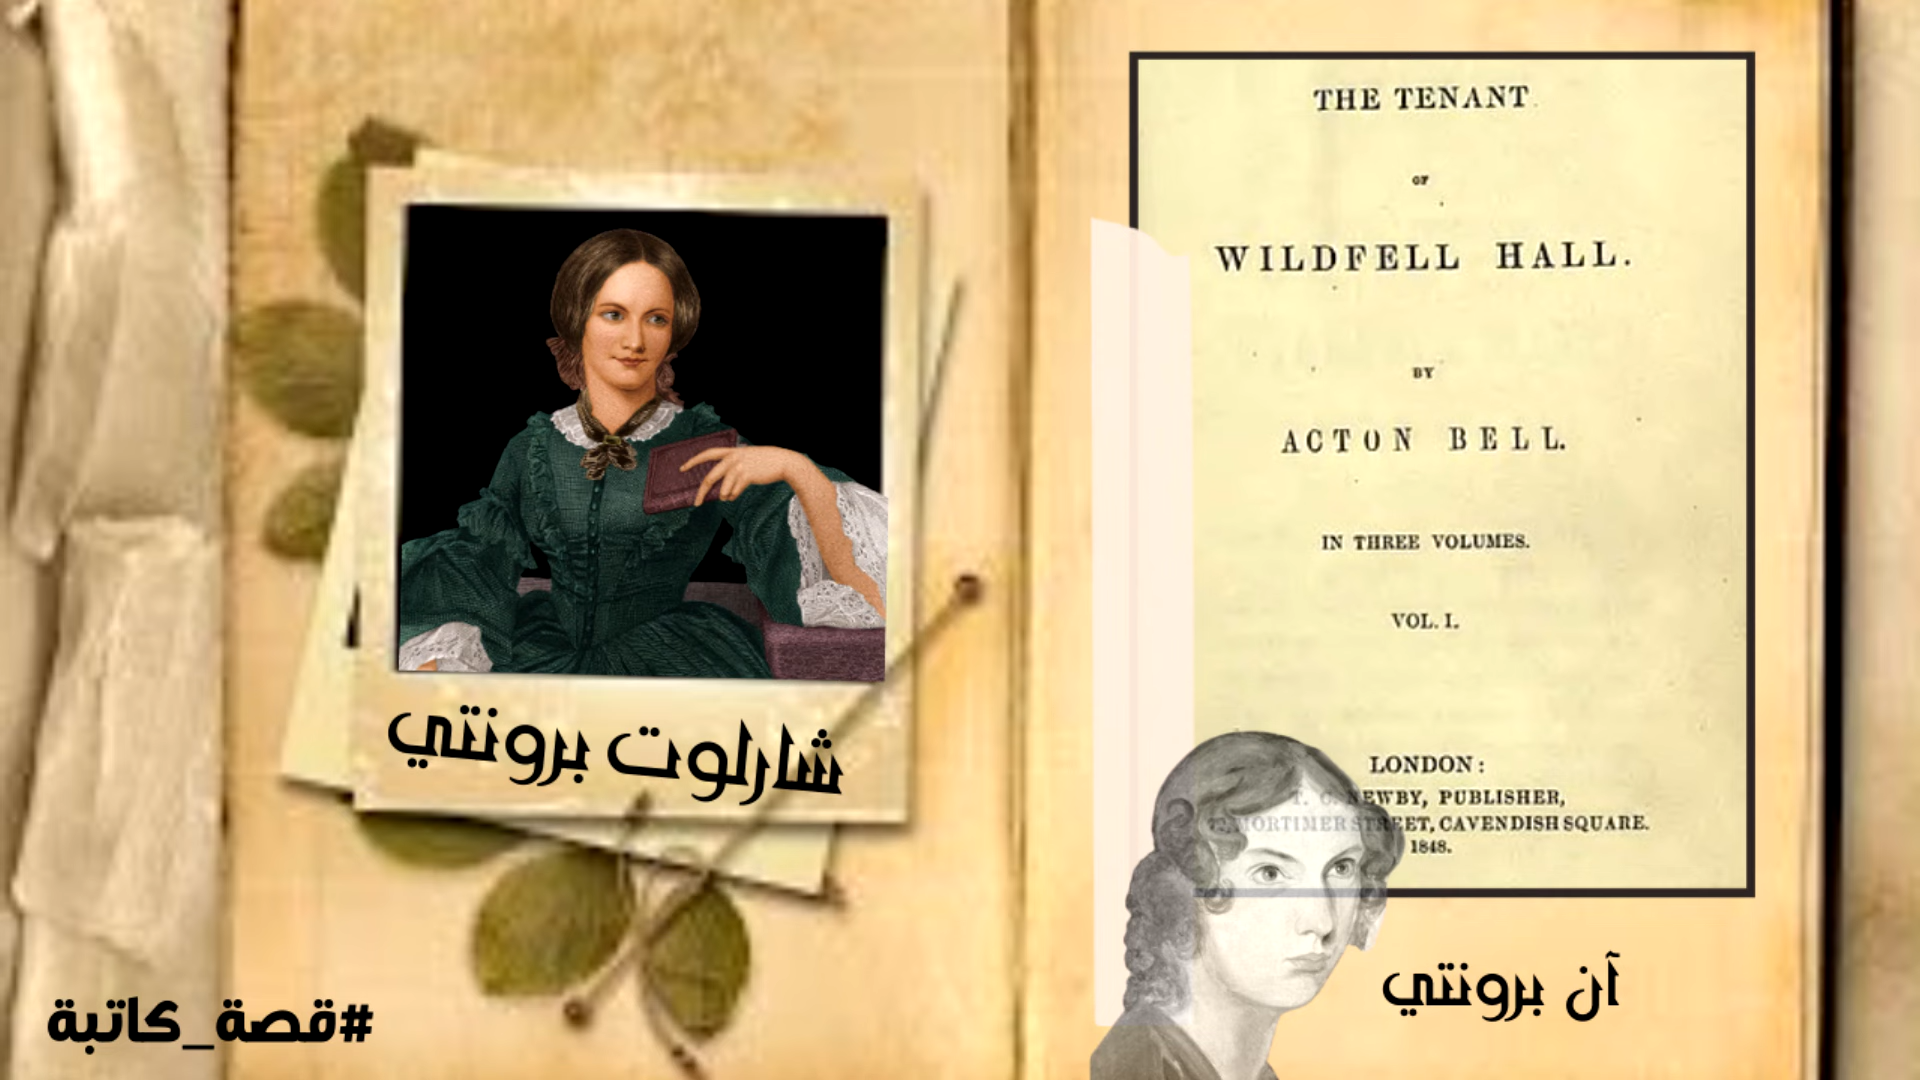 شارلوت برونتي
#قصة_كاتبة
THE TENANT
OF
WILDFELL HALL.
BY
ACTON BELL.
IN THREE VOLUMES.
VOL. I.
LONDON:
T. C. NEWBY, PUBLISHER,
MORTIMER STREET, CAVENDISH SQUARE.
1848.
آن برونتي